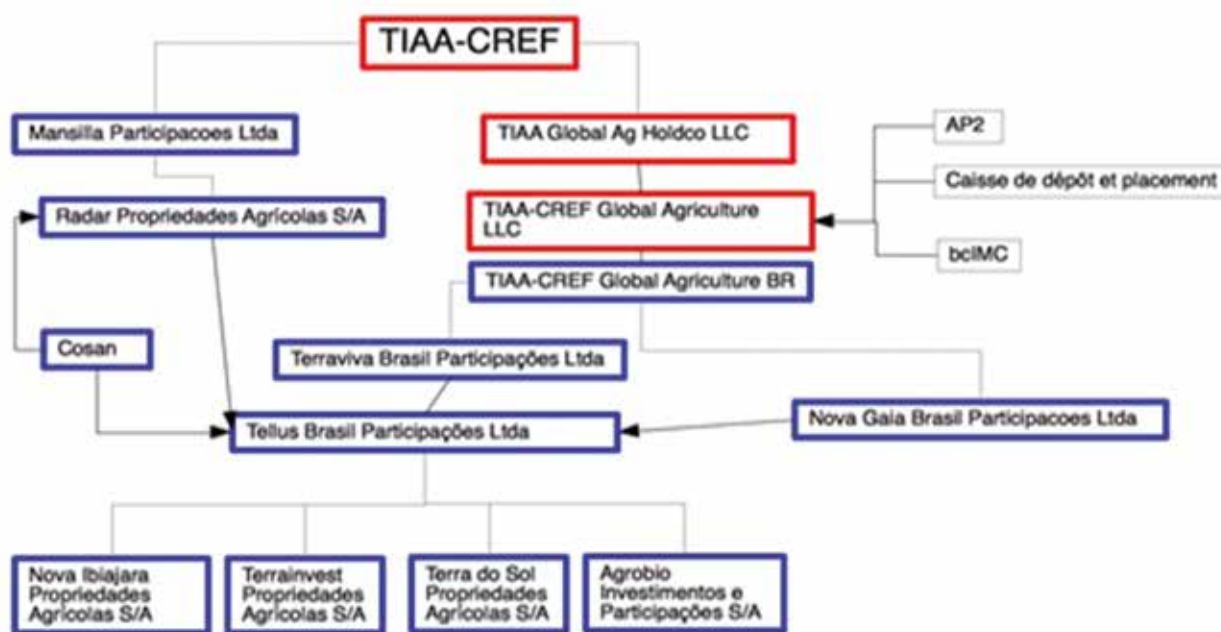 TIAA-CREF
Mansilla Participacoes Ltda
TIAA Global Ag Holdco LLC
AP2
Caisse de dépôt et placement
Radar Propriedades Agrícolas S/A
TIAA-CREF Global Agriculture
LLC
bcIMC
TIAA-CREF Global Agriculture BR
Cosan
Terraviva Brasil Participações Ltda
Tellus Brasil Participações Ltda
Nova Gaia Brasil Participacoes Ltda
Nova Ibiajara
Propriedades
Agrícolas S/A
Terrainvest
Propriedades
Agrícolas S/A
Terra do Sol
Propriedades
Agrícolas S/A
Agrobio
Investimentos e
Participações S/A